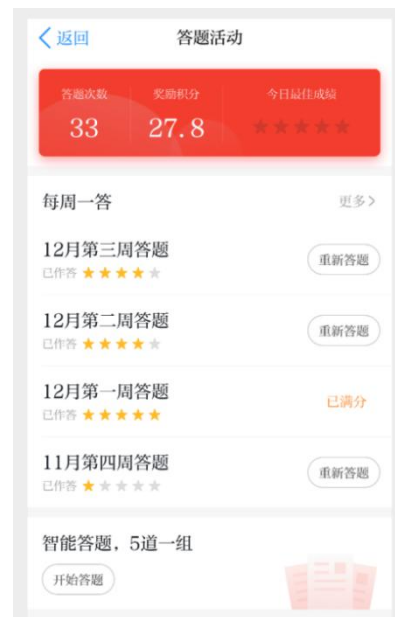 返回 答题活动
答题次数 奖励积分 今日最佳成绩
33 27.8
每周一答 更多
12月第三周答题
已作答 重新答题
12月第二周答题
已作答 重新答题
12月第一周答题
已作答 已满分
11月第四周答题
已作答 重新答题
智能答题，5道一组
开始答题